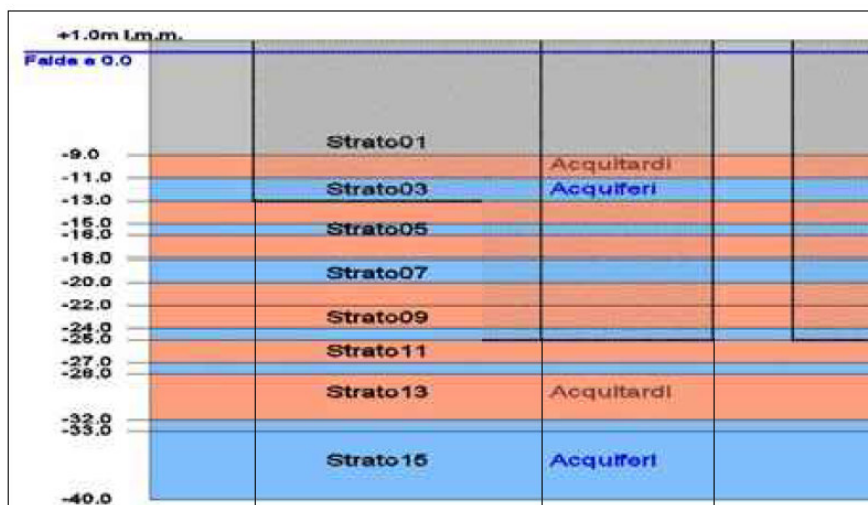 +1.0m l.m.m.
Falda a 0.0
Strato01
-9.0
Acquitardi
-11.0
Strato03 Acquiferi
-13.0
-15.0
Strato05
-16.0
-18.0
Strato07
-20.0
-22.0
Strato09
-24.0
-25.0
Strato11
-27.0
-28.0
Strato13 Acquitardi
-32.0
-33.0
Strato15 Acquiferi
-40.0